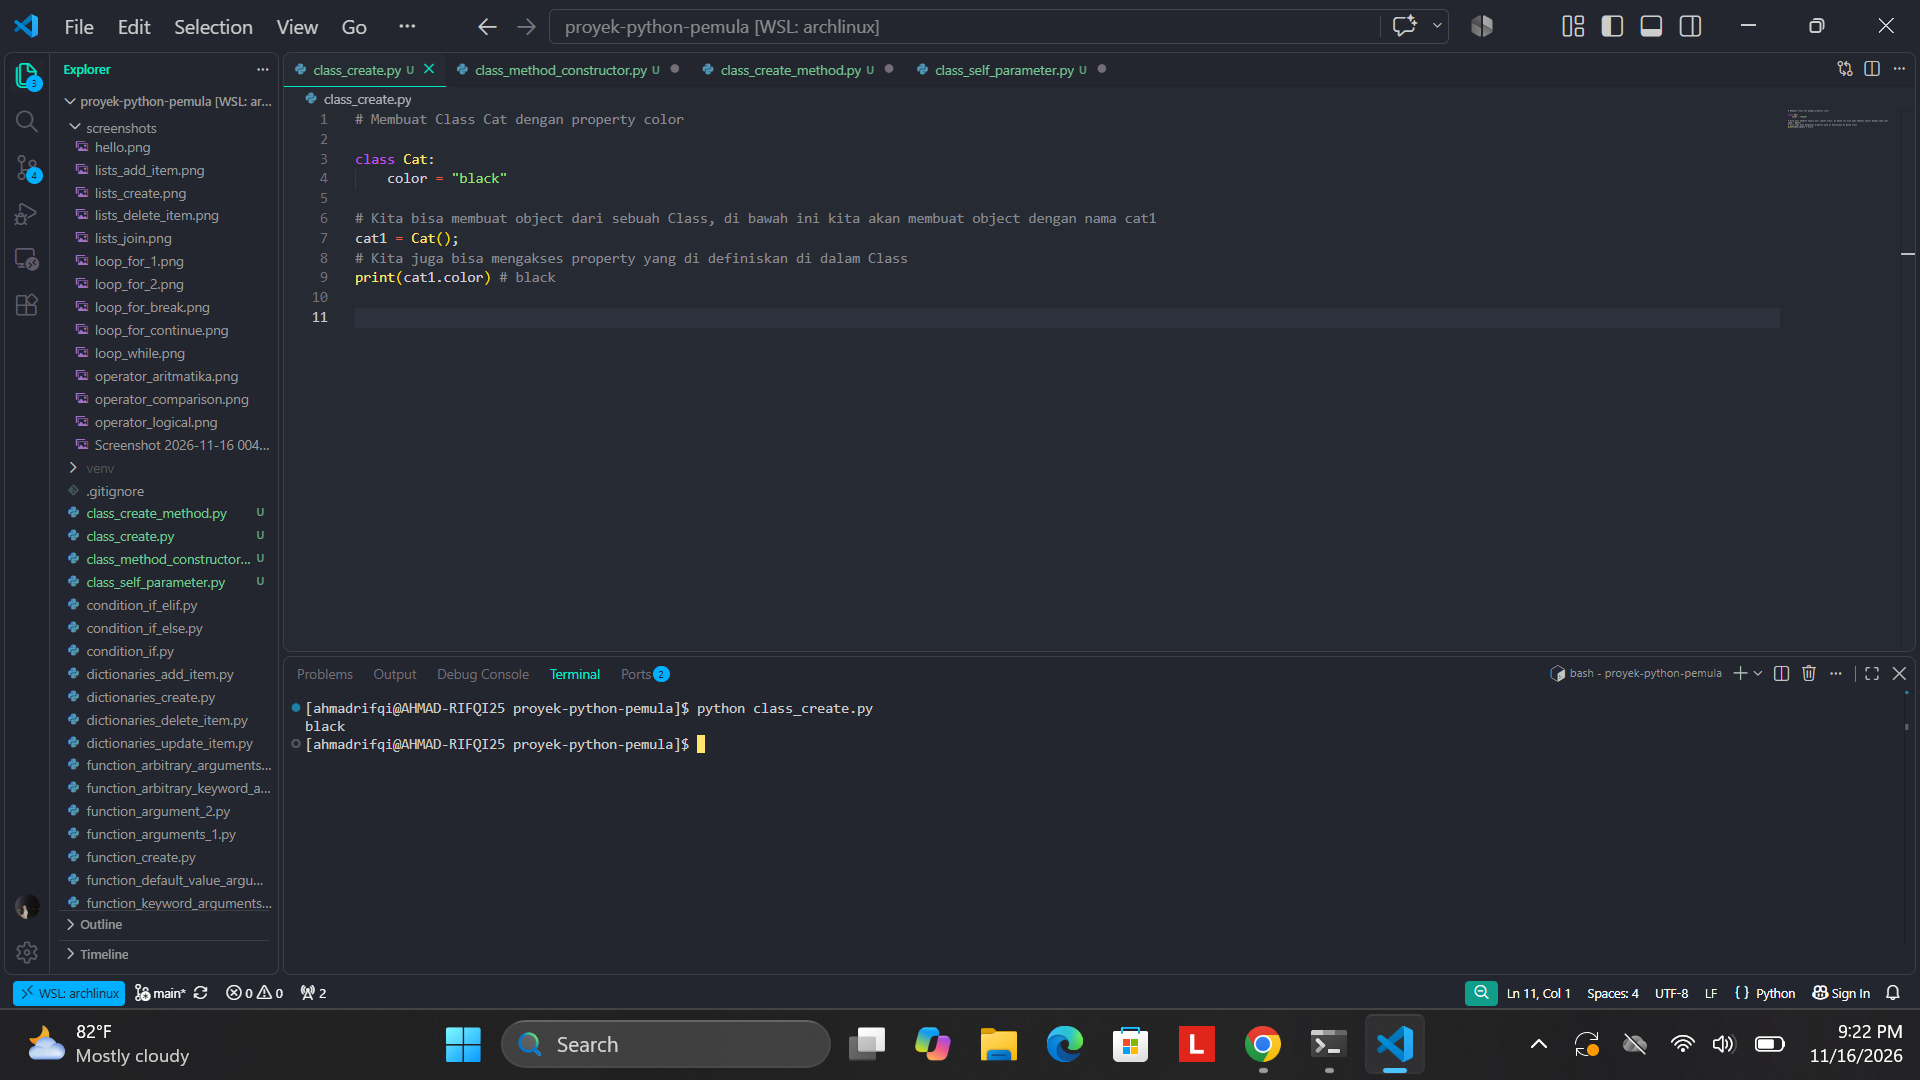 File Edit Selection View Go ···
proyek-python-pemula [WSL: archlinux]
Explorer
3
4
proyek-python-pemula [WSL: ar...
screenshots
hello.png
lists_add_item.png
lists_create.png
lists_delete_item.png
lists_join.png
loop_for_1.png
loop_for_2.png
loop_for_break.png
loop_for_continue.png
loop_while.png
operator_aritmatika.png
operator_comparison.png
operator_logical.png
Screenshot 2026-11-16 004...
venv
.gitignore
class_create_method.py U
class_create.py U
class_method_constructor... U
class_self_parameter.py U
condition_if_elif.py
condition_if_else.py
condition_if.py
dictionaries_add_item.py
dictionaries_create.py
dictionaries_delete_item.py
dictionaries_update_item.py
function_arbitrary_arguments...
function_arbitrary_keyword_a...
function_argument_2.py
function_arguments_1.py
function_create.py
function_default_value_argu...
function_keyword_arguments...
Outline
Timeline
class_create.py U class_method_constructor.py U class_create_method.py U class_self_parameter.py U
class_create.py
1 # Membuat Class Cat dengan property color
2
3 class Cat:
4 color = "black"
5
6 # Kita bisa membuat object dari sebuah Class, di bawah ini kita akan membuat object dengan nama cat1
7 cat1 = Cat();
8 # Kita juga bisa mengakses property yang di definiskan di dalam Class
9 print(cat1.color) # black
10
11
Problems Output Debug Console Terminal Ports 2
bash - proyek-python-pemula
[ahmadrifqi@AHMAD-RIFQI25 proyek-python-pemula]$ python class_create.py
black
[ahmadrifqi@AHMAD-RIFQI25 proyek-python-pemula]$
WSL: archlinux main* 0 0 2
Ln 11, Col 1 Spaces: 4 UTF-8 LF { } Python Sign In
82°F
Mostly cloudy
Search
L
9:22 PM
11/16/2026